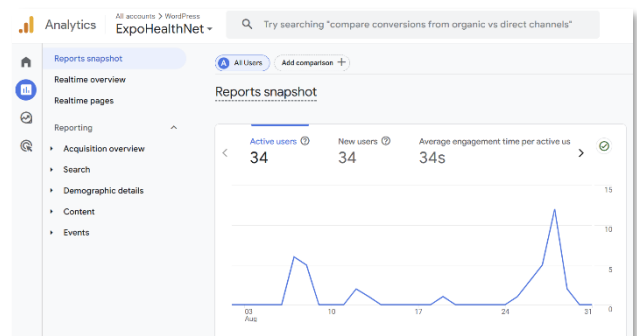 Analytics
All accounts > WordPress
ExpoHealthNet
Try searching "compare conversions from organic vs direct channels"
Reports snapshot
Realtime overview
Realtime pages
Reporting
Acquisition overview
Search
Demographic details
Content
Events
A All Users
Add comparison +
Reports snapshot
Active users
34
New users
34
Average engagement time per active us
34s
15
10
5
0
03
Aug
10
17
24
31